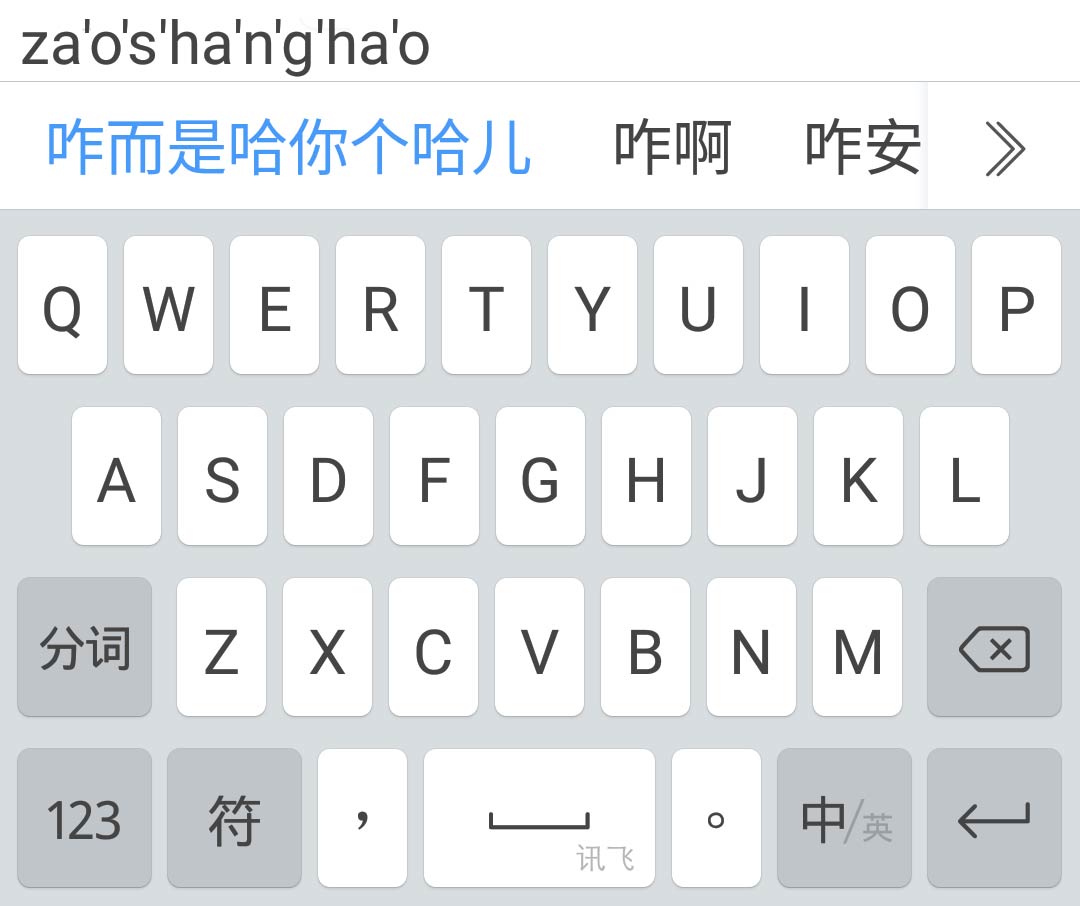 za'o's'ha'n'g'ha'o
咋而是哈你个哈儿 咋啊 咋安
Q W E R T Y U I O P
A S D F G H J K L
分词 Z X C V B N M
123 符 , 讯飞 。 中/英